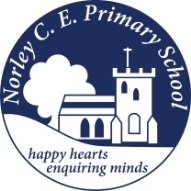 Norley C. E. Primary School
happy hearts
enquiring minds